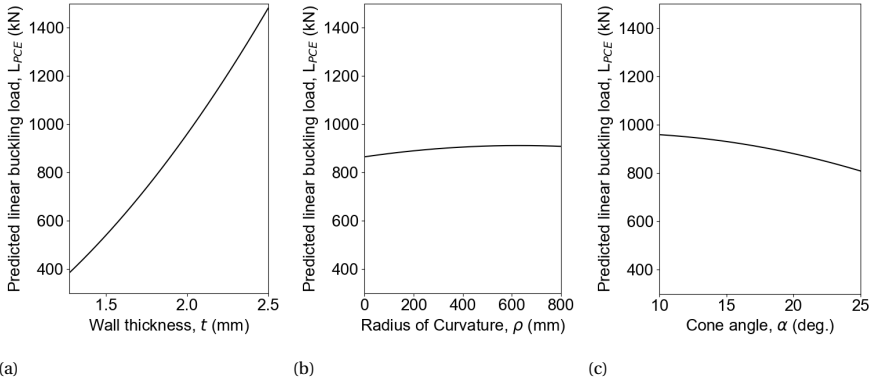 Predicted linear buckling load, L_PCE (kN)
1400
1200
1000
800
600
400
1.5 2.0 2.5
Wall thickness, t (mm)
(a)
Predicted linear buckling load, L_PCE (kN)
1400
1200
1000
800
600
400
0 200 400 600 800
Radius of Curvature, ρ (mm)
(b)
Predicted linear buckling load, L_PCE (kN)
1400
1200
1000
800
600
400
10 15 20 25
Cone angle, α (deg.)
(c)